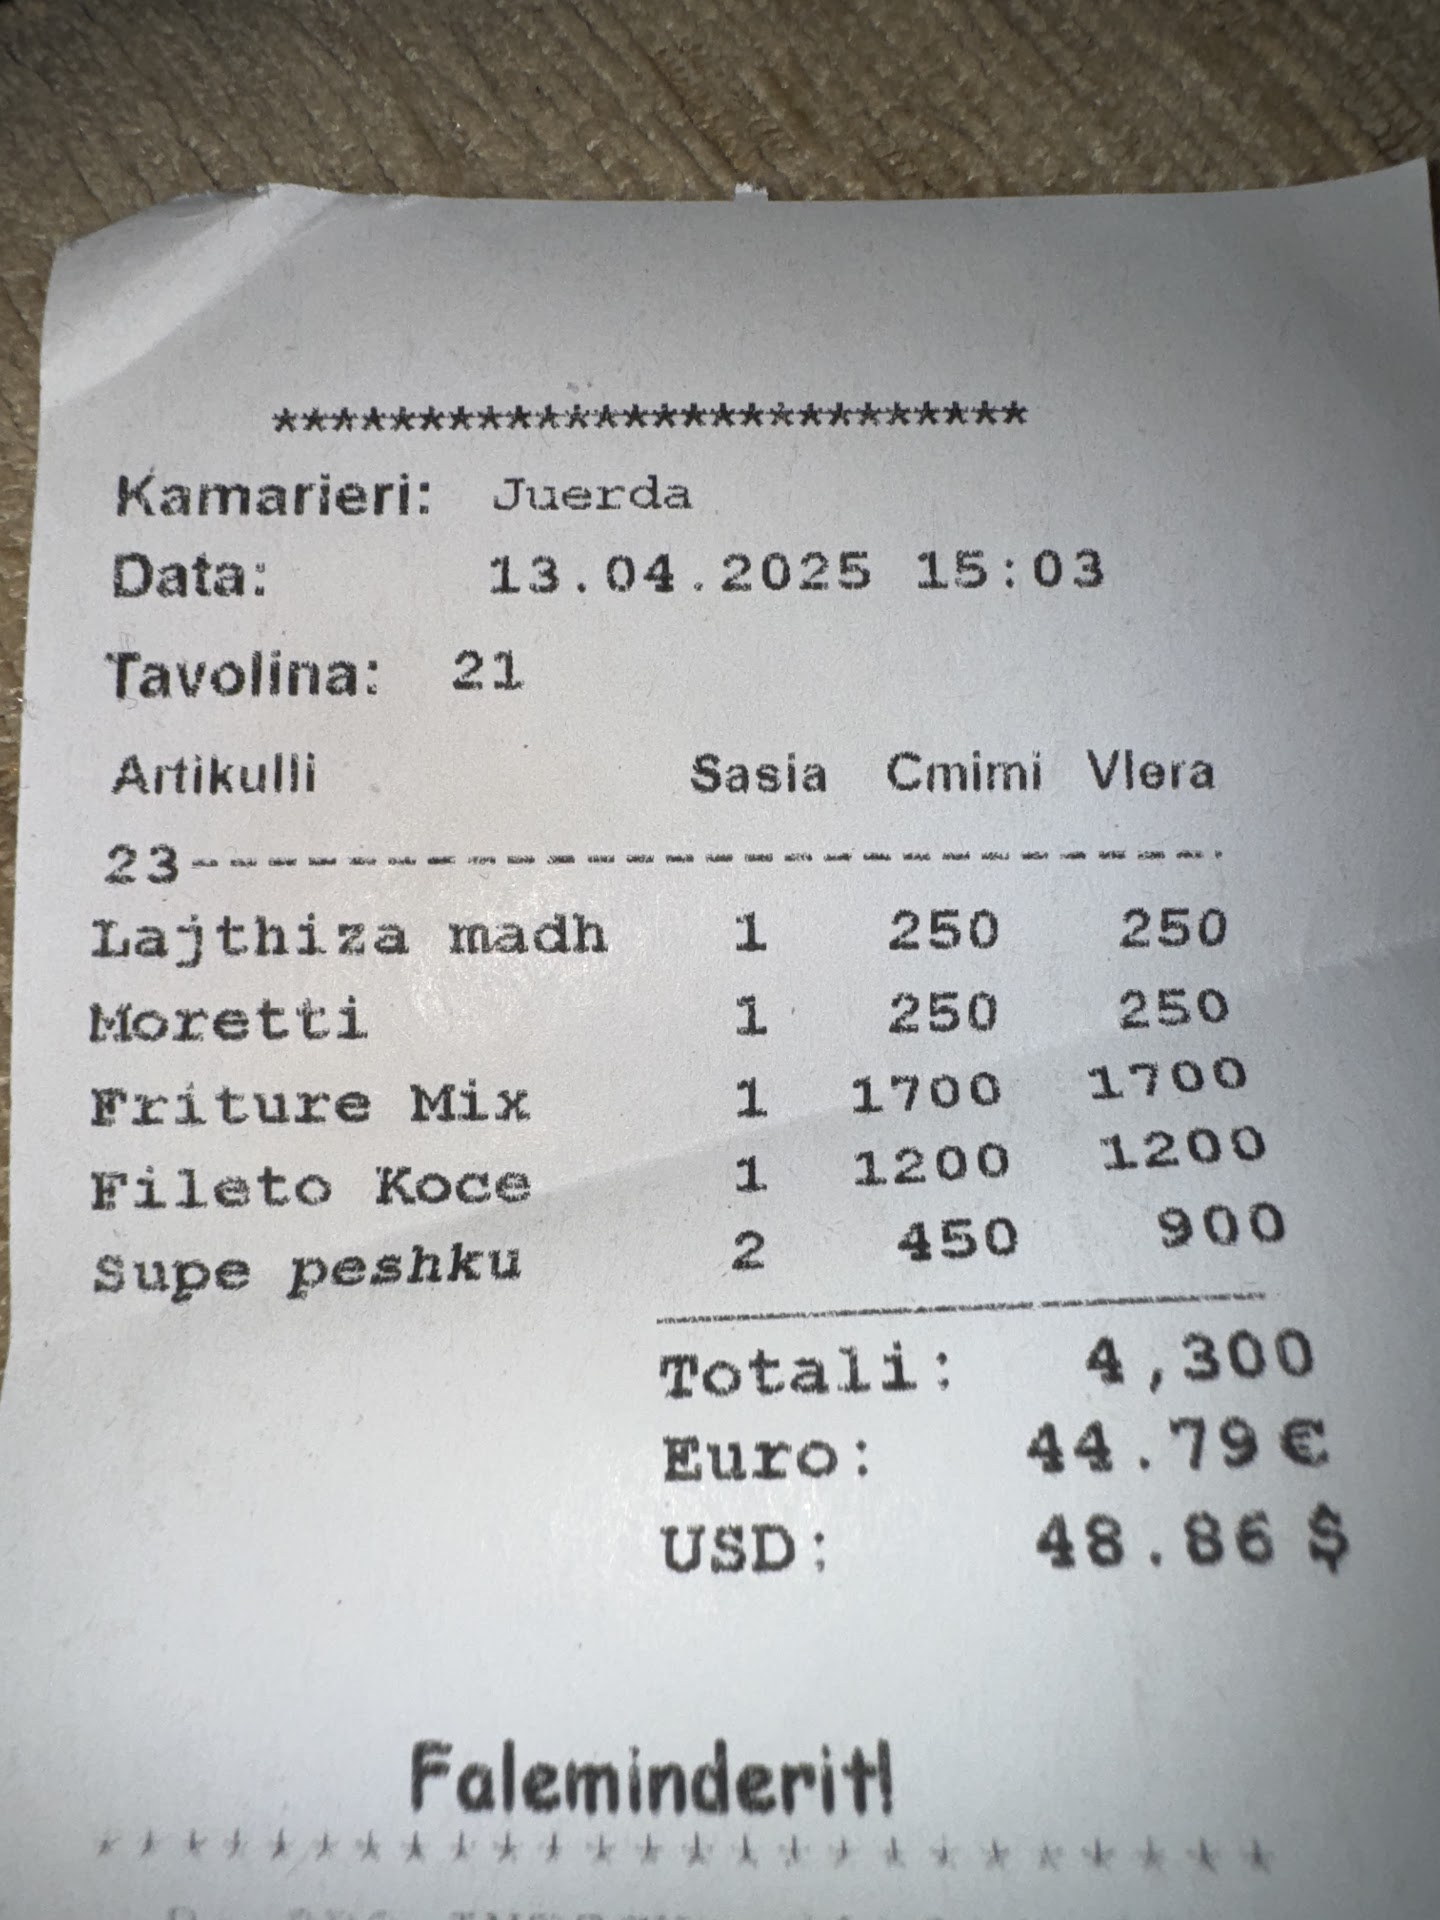 **************************
Kamarieri: Juerda
Data: 13.04.2025 15:03
Tavolina: 21
Artikulli Sasia Cmimi Vlera
23---------------------------
Lajthiza madh 1 250 250
Moretti 1 250 250
Friture Mix 1 1700 1700
Fileto Koce 1 1200 1200
Supe peshku 2 450 900
Totali: 4,300
Euro: 44.79€
USD: 48.86$
Faleminderit!
**************************